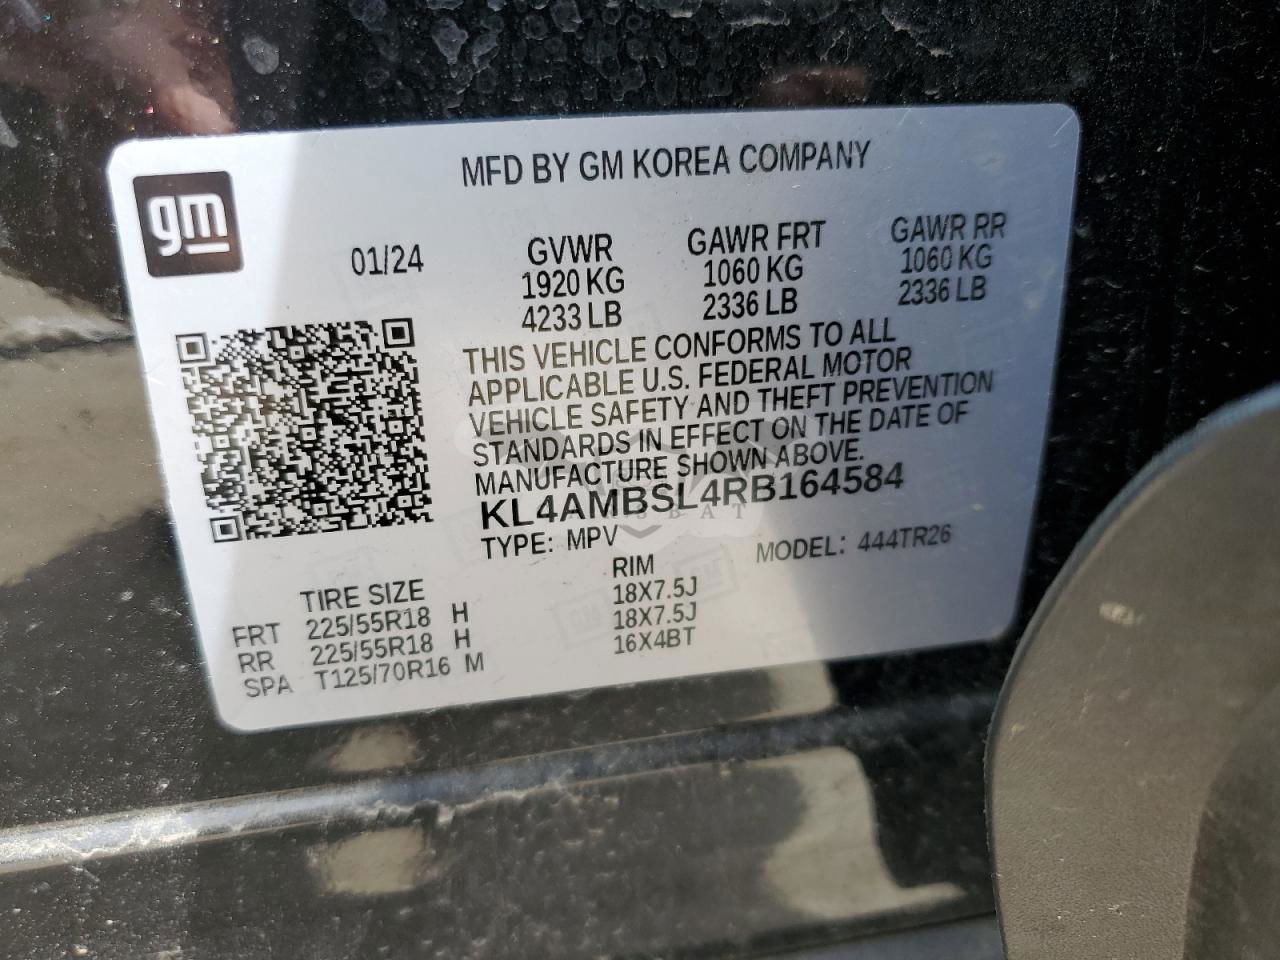 MFD BY GM KOREA COMPANY
gm
01/24
GVWR GAWR FRT GAWR RR
1920 KG 1060 KG 1060 KG
4233 LB 2336 LB 2336 LB
THIS VEHICLE CONFORMS TO ALL
APPLICABLE U.S. FEDERAL MOTOR
VEHICLE SAFETY AND THEFT PREVENTION
STANDARDS IN EFFECT ON THE DATE OF
MANUFACTURE SHOWN ABOVE.
KL4AMBSL4RB164584
TYPE: MPV MODEL: 444TR26
TIRE SIZE RIM
FRT 225/55R18 H 18X7.5J
RR 225/55R18 H 18X7.5J
SPA T125/70R16 M 16X4BT